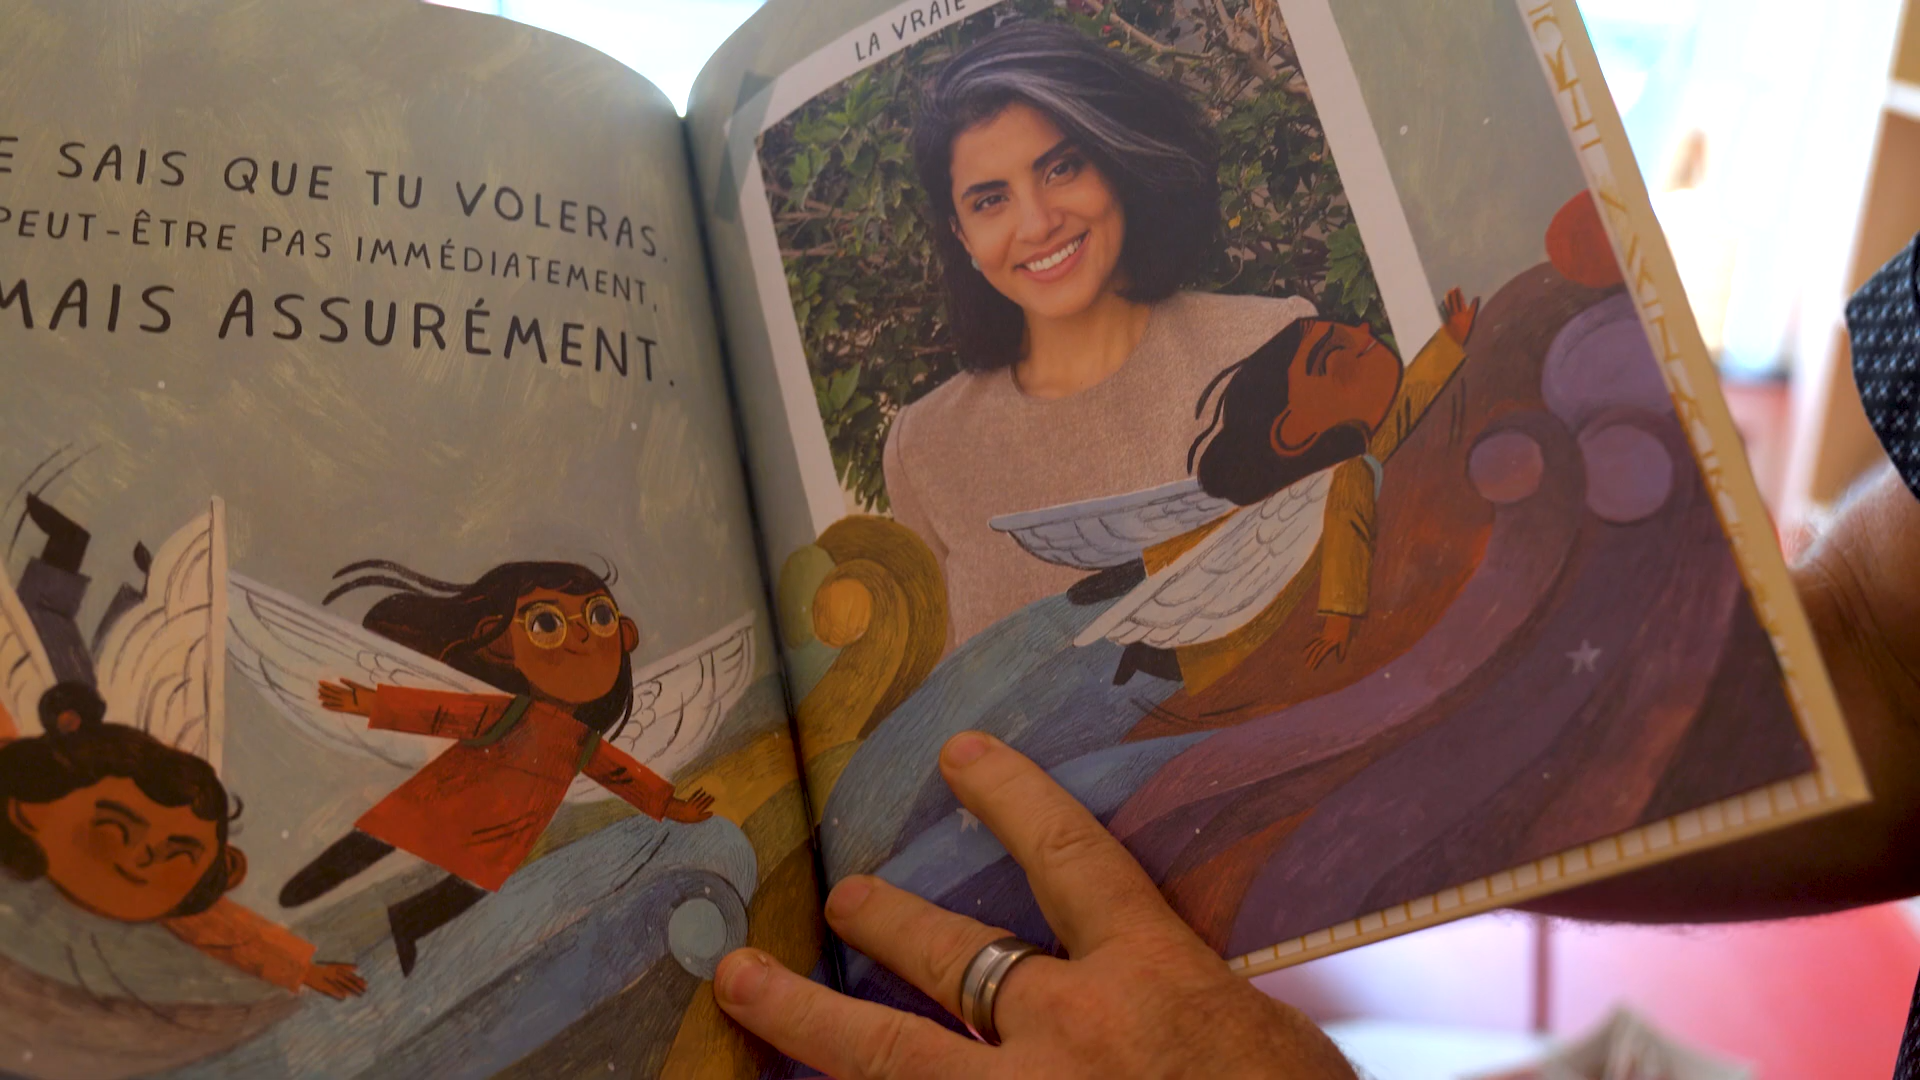 E SAIS QUE TU VOLERAS.
PEUT-ÊTRE PAS IMMÉDIATEMENT,
MAIS ASSURÉMENT.
LA VRAIE